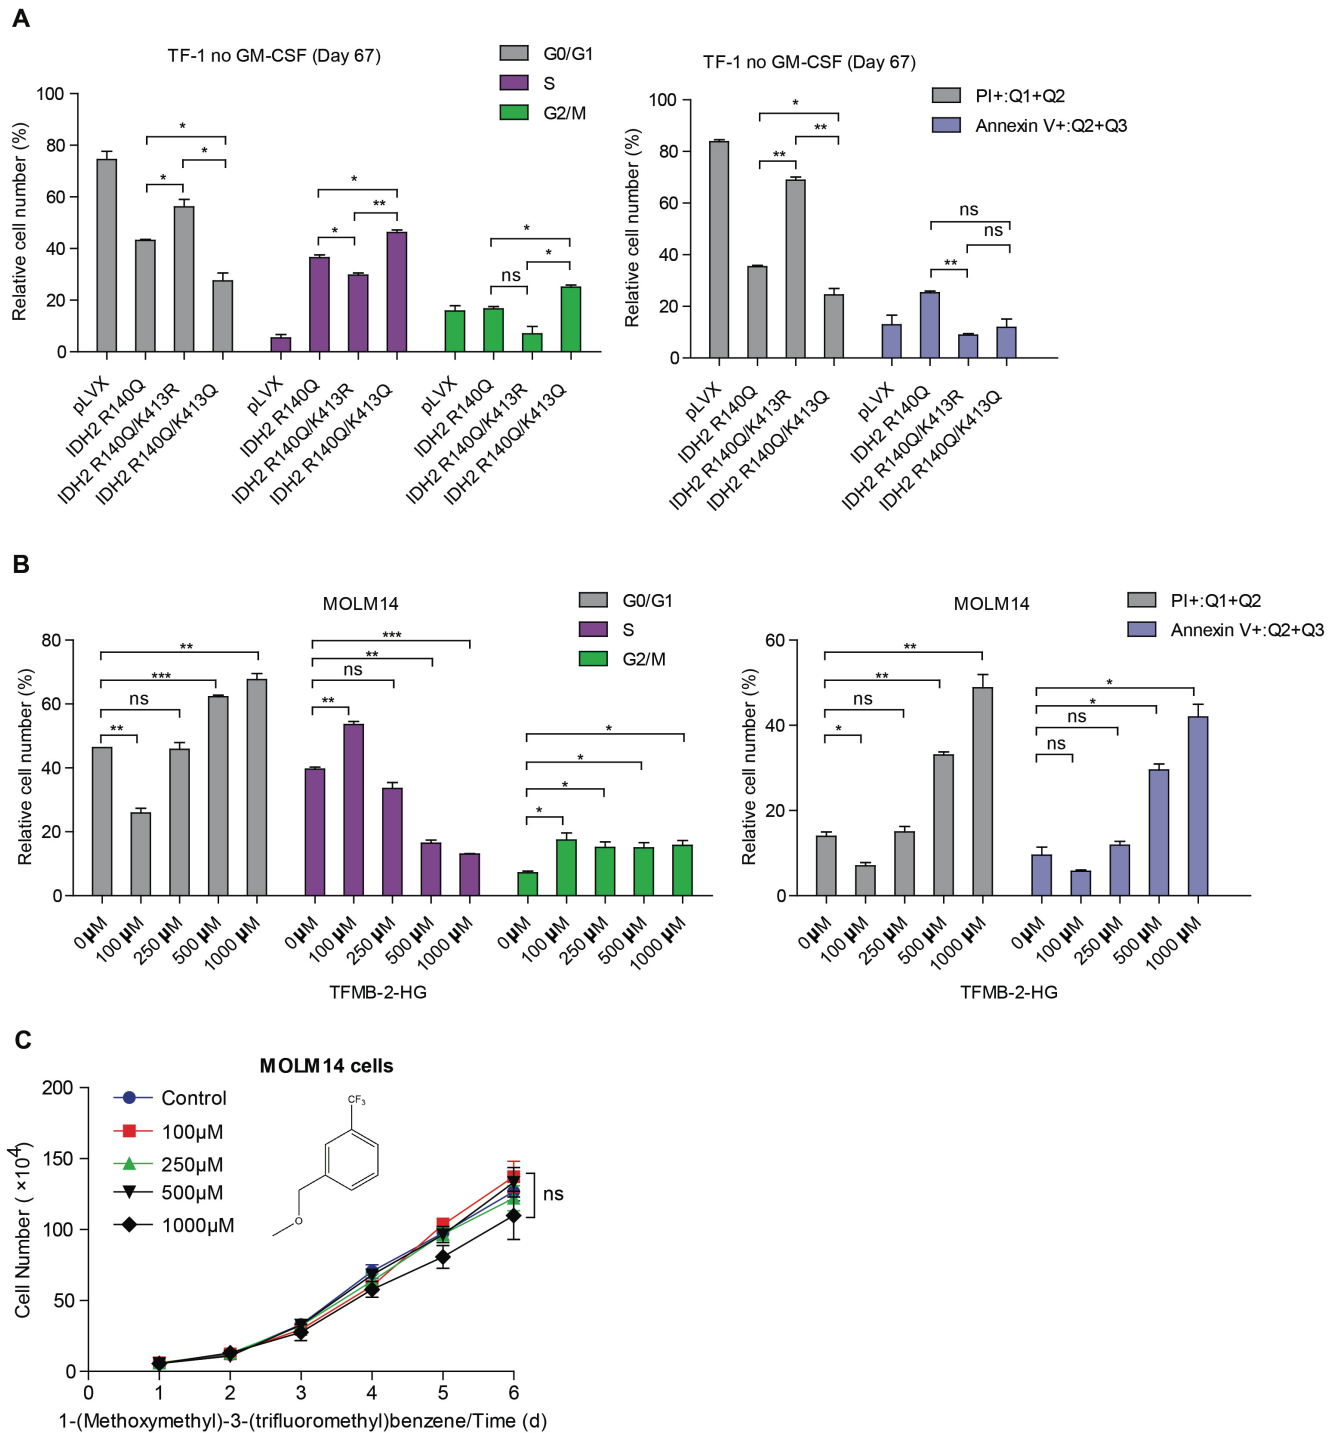 A
TF-1 no GM-CSF (Day 67)
G0/G1
S
G2/M
Relative cell number (%)
100
80
60
40
20
0
*
*
*
*
*
**
*
*
ns
*
pLVX
IDH2 R140Q
IDH2 R140Q/K413R
IDH2 R140Q/K413Q
pLVX
IDH2 R140Q
IDH2 R140Q/K413R
IDH2 R140Q/K413Q
pLVX
IDH2 R140Q
IDH2 R140Q/K413R
IDH2 R140Q/K413Q
TF-1 no GM-CSF (Day 67)
PI+:Q1+Q2
Annexin V+:Q2+Q3
Relative cell number (%)
100
80
60
40
20
0
*
**
**
ns
ns
**
pLVX
IDH2 R140Q
IDH2 R140Q/K413R
IDH2 R140Q/K413Q
pLVX
IDH2 R140Q
IDH2 R140Q/K413R
IDH2 R140Q/K413Q
B
MOLM14
G0/G1
S
G2/M
Relative cell number (%)
80
60
40
20
0
**
***
ns
**
***
**
ns
**
*
*
*
*
0μM
100 μM
250 μM
500 μM
1000 μM
0μM
100 μM
250 μM
500 μM
1000 μM
0μM
100 μM
250 μM
500 μM
1000 μM
TFMB-2-HG
MOLM14
PI+:Q1+Q2
Annexin V+:Q2+Q3
Relative cell number (%)
60
40
20
0
**
**
ns
*
*
*
ns
ns
0μM
100 μM
250 μM
500 μM
1000 μM
0μM
100 μM
250 μM
500 μM
1000 μM
TFMB-2-HG
C
MOLM14 cells
Control
100μM
250μM
500μM
1000μM
CF3
O
Cell Number ( ×10⁴)
200
150
100
50
0
ns
0 1 2 3 4 5 6
1-(Methoxymethyl)-3-(trifluoromethyl)benzene/Time (d)